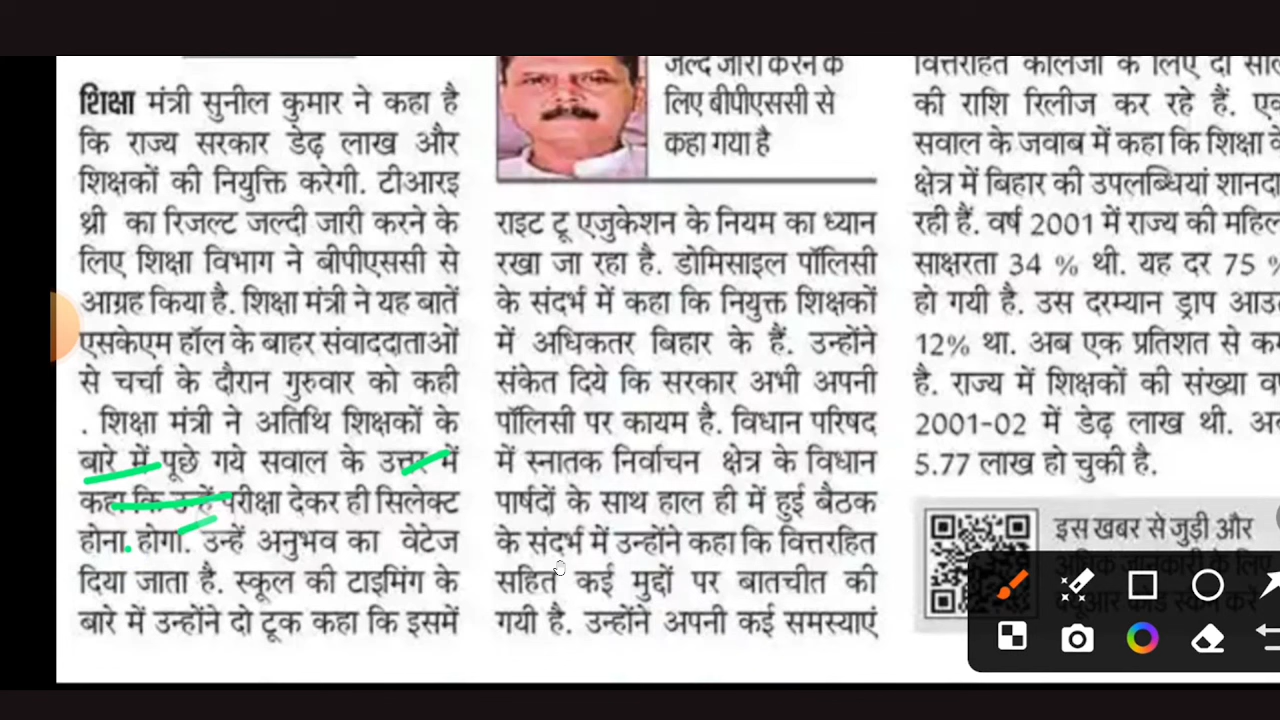 शिक्षा मंत्री सुनील कुमार ने कहा है
कि राज्य सरकार डेढ़ लाख और
शिक्षकों की नियुक्ति करेगी. टीआरइ
थ्री का रिजल्ट जल्दी जारी करने के
लिए शिक्षा विभाग ने बीपीएससी से
आग्रह किया है. शिक्षा मंत्री ने यह बातें
एसकेएम हॉल के बाहर संवाददाताओं
से चर्चा के दौरान गुरुवार को कही
. शिक्षा मंत्री ने अतिथि शिक्षकों के
बारे में पूछे गये सवाल के उत्तर में
कहा कि उन्हें परीक्षा देकर ही सिलेक्ट
होना होगा. उन्हें अनुभव का वेटेज
दिया जाता है. स्कूल की टाइमिंग के
बारे में उन्होंने दो टूक कहा कि इसमें
जल्द जारी करने के
लिए बीपीएससी से
कहा गया है
राइट टू एजुकेशन के नियम का ध्यान
रखा जा रहा है. डोमिसाइल पॉलिसी
के संदर्भ में कहा कि नियुक्त शिक्षकों
में अधिकतर बिहार के हैं. उन्होंने
संकेत दिये कि सरकार अभी अपनी
पॉलिसी पर कायम है. विधान परिषद
में स्नातक निर्वाचन क्षेत्र के विधान
पार्षदों के साथ हाल ही में हुई बैठक
के संदर्भ में उन्होंने कहा कि वित्तरहित
सहित कई मुद्दों पर बातचीत की
गयी है. उन्होंने अपनी कई समस्याएं
वित्तरहित कॉलेजों के लिए दो
की राशि रिलीज कर रहे हैं.
सवाल के जवाब में कहा कि शिक्षा
क्षेत्र में बिहार की उपलब्धियां
रही हैं. वर्ष 2001 में राज्य की
साक्षरता 34 % थी. यह दर 75 %
हो गयी है. उस दरम्यान ड्राप
12% था. अब एक प्रतिशत से
है. राज्य में शिक्षकों की संख्या
2001-02 में डेढ़ लाख थी.
5.77 लाख हो चुकी है.
इस खबर से जुड़ी और